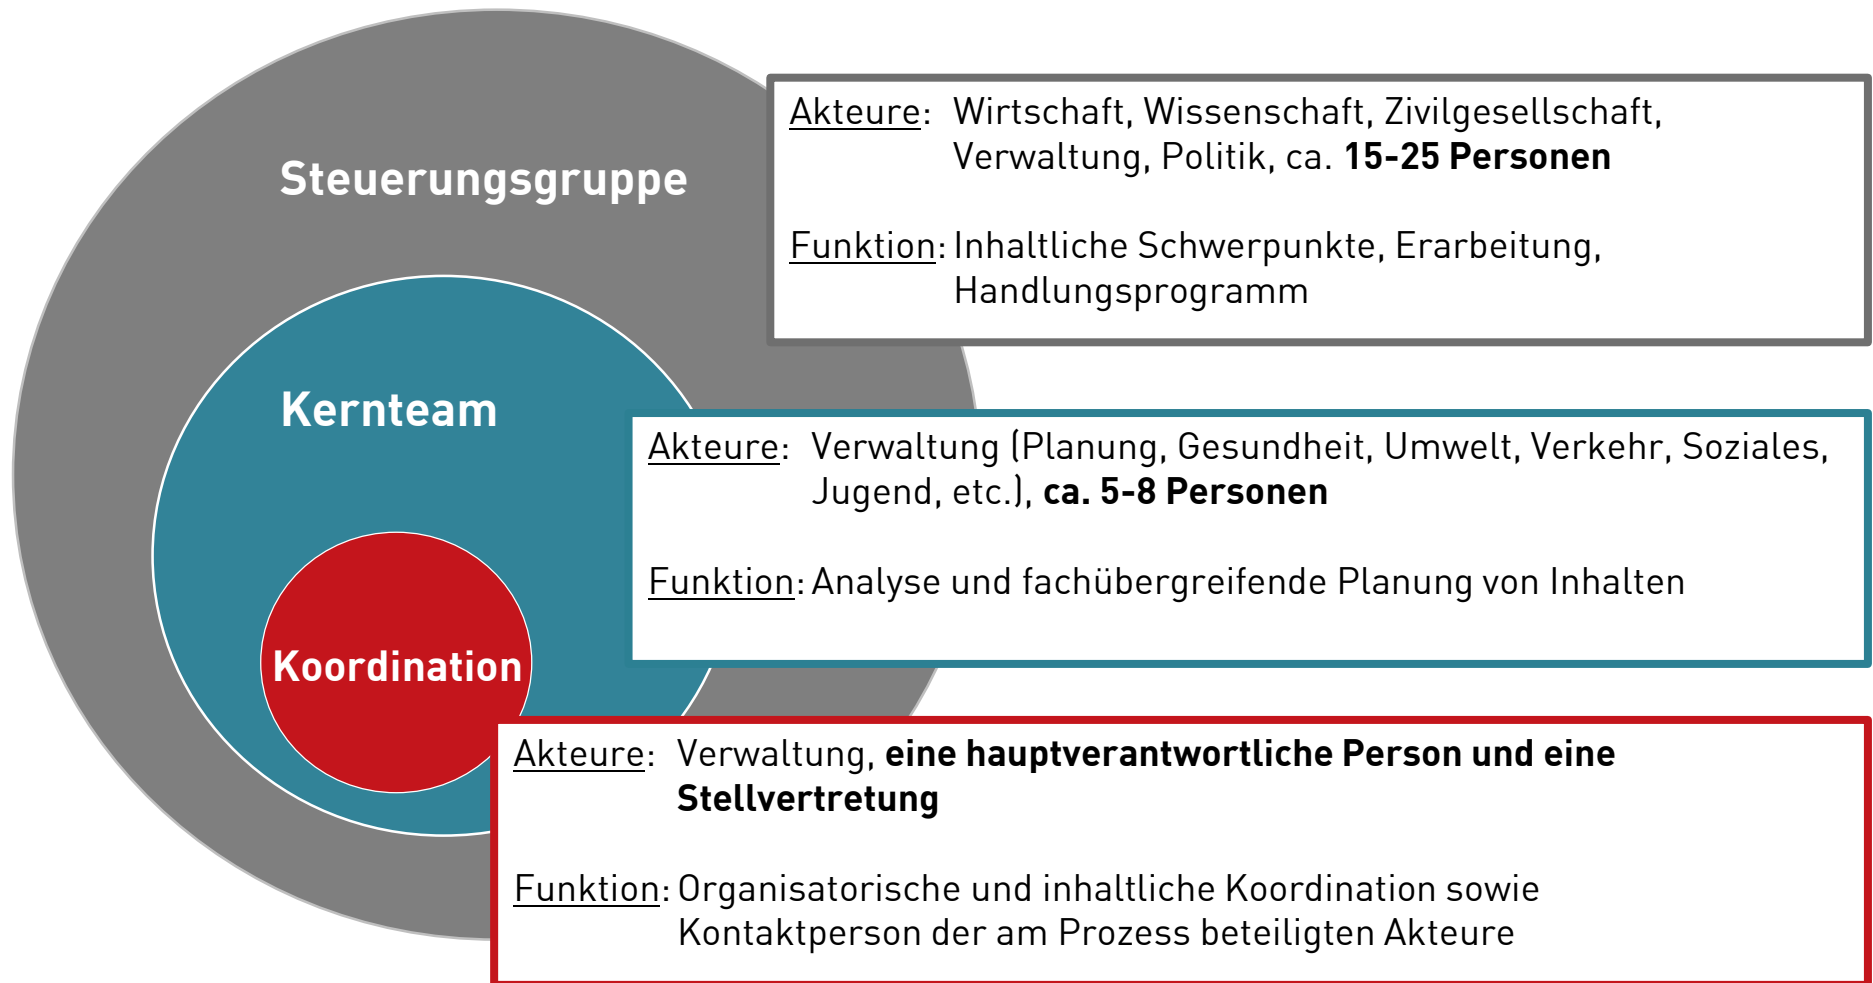 Steuerungsgruppe
Akteure: Wirtschaft, Wissenschaft, Zivilgesellschaft,
Verwaltung, Politik, ca. 15-25 Personen
Funktion: Inhaltliche Schwerpunkte, Erarbeitung,
Handlungsprogramm
Kernteam
Akteure: Verwaltung (Planung, Gesundheit, Umwelt, Verkehr, Soziales,
Jugend, etc.), ca. 5-8 Personen
Funktion: Analyse und fachübergreifende Planung von Inhalten
Koordination
Akteure: Verwaltung, eine hauptverantwortliche Person und eine
Stellvertretung
Funktion: Organisatorische und inhaltliche Koordination sowie
Kontaktperson der am Prozess beteiligten Akteure